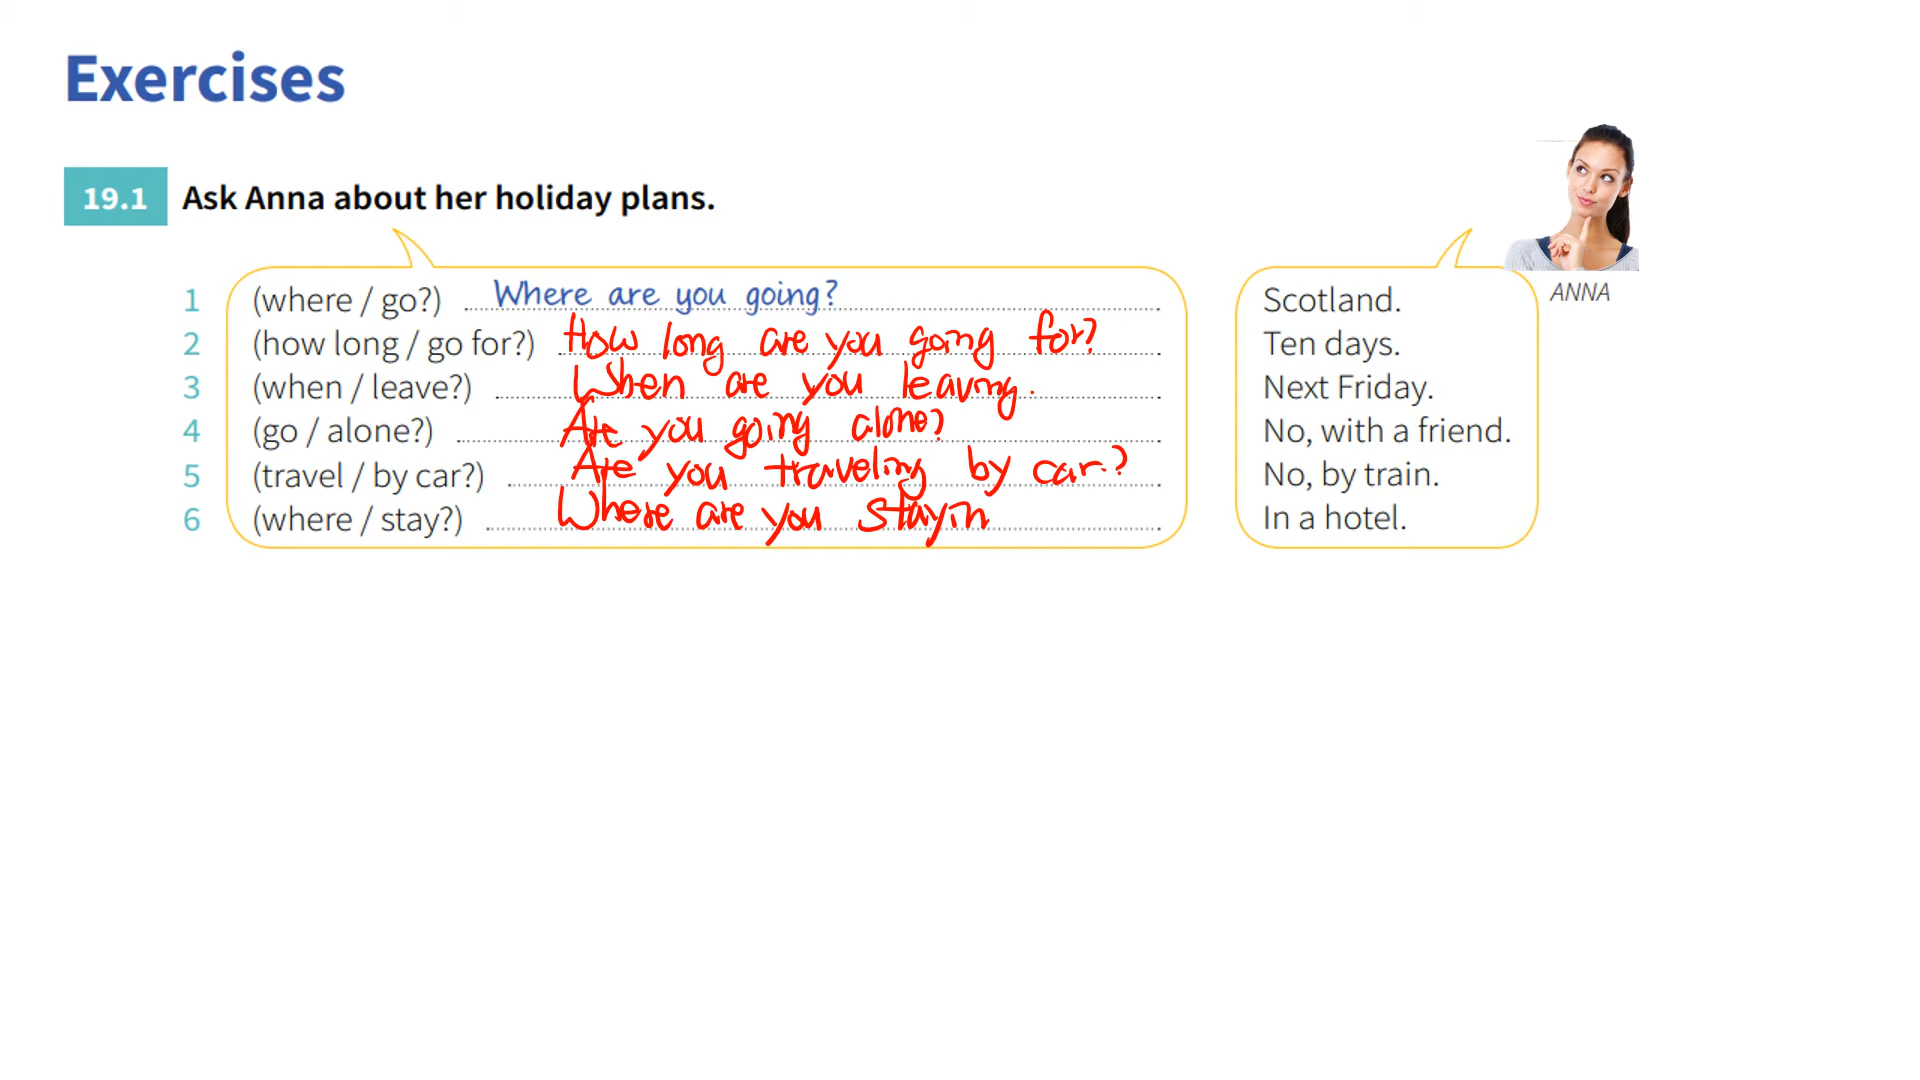 Exercises
19.1 Ask Anna about her holiday plans.
1 (where / go?) Where are you going? Scotland.
2 (how long / go for?) How long are you going for? Ten days.
3 (when / leave?) When are you leaving. Next Friday.
4 (go / alone?) Are you going alone? No, with a friend.
5 (travel / by car?) Are you traveling by car.? No, by train.
6 (where / stay?) Where are you stayin In a hotel.
ANNA